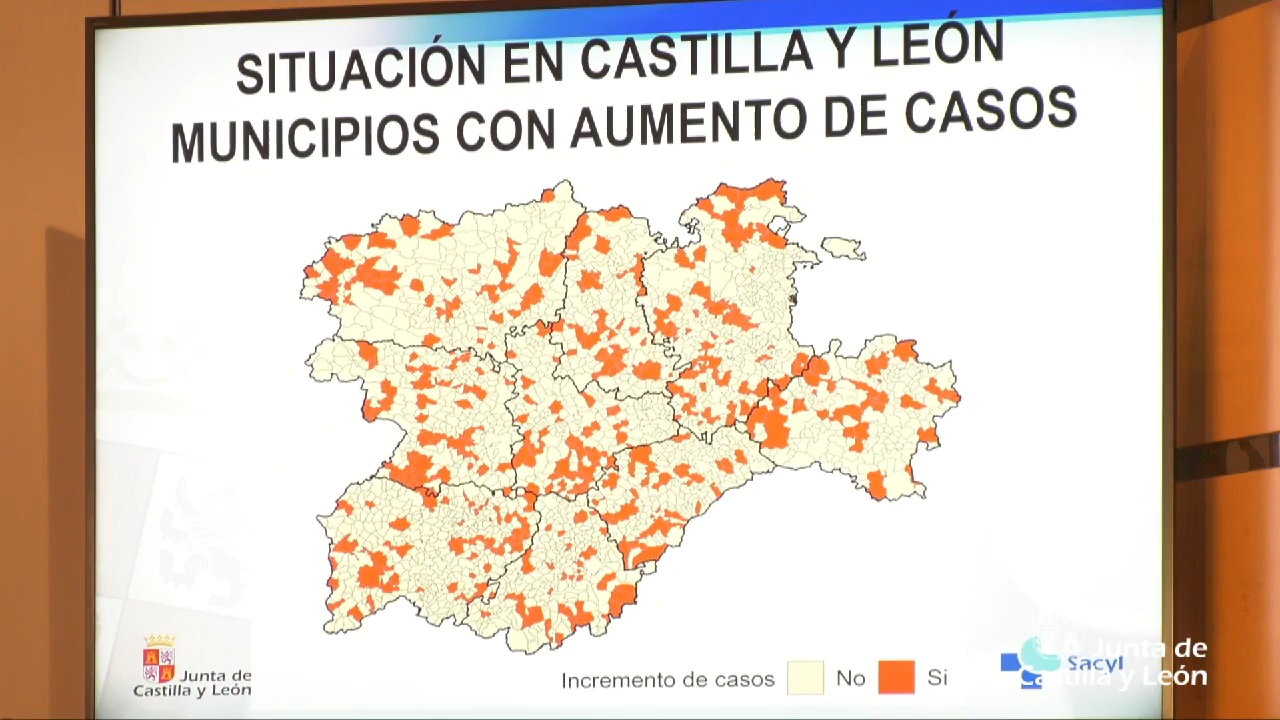 SITUACIÓN EN CASTILLA Y LEÓN
MUNICIPIOS CON AUMENTO DE CASOS
Junta de
Castilla y León
Incremento de casos No Si
Sacyl
Junta de
Castilla y León